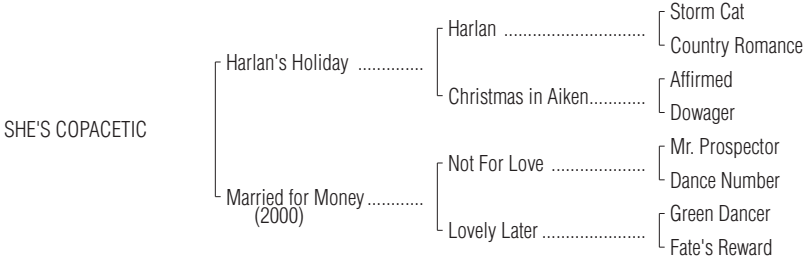 Storm Cat
Harlan ..............................
Country Romance
Harlan's Holiday ..............
Affirmed
Christmas in Aiken............
Dowager
SHE'S COPACETIC
Mr. Prospector
Not For Love ....................
Dance Number
Married for Money............
(2000)
Green Dancer
Lovely Later ......................
Fate's Reward